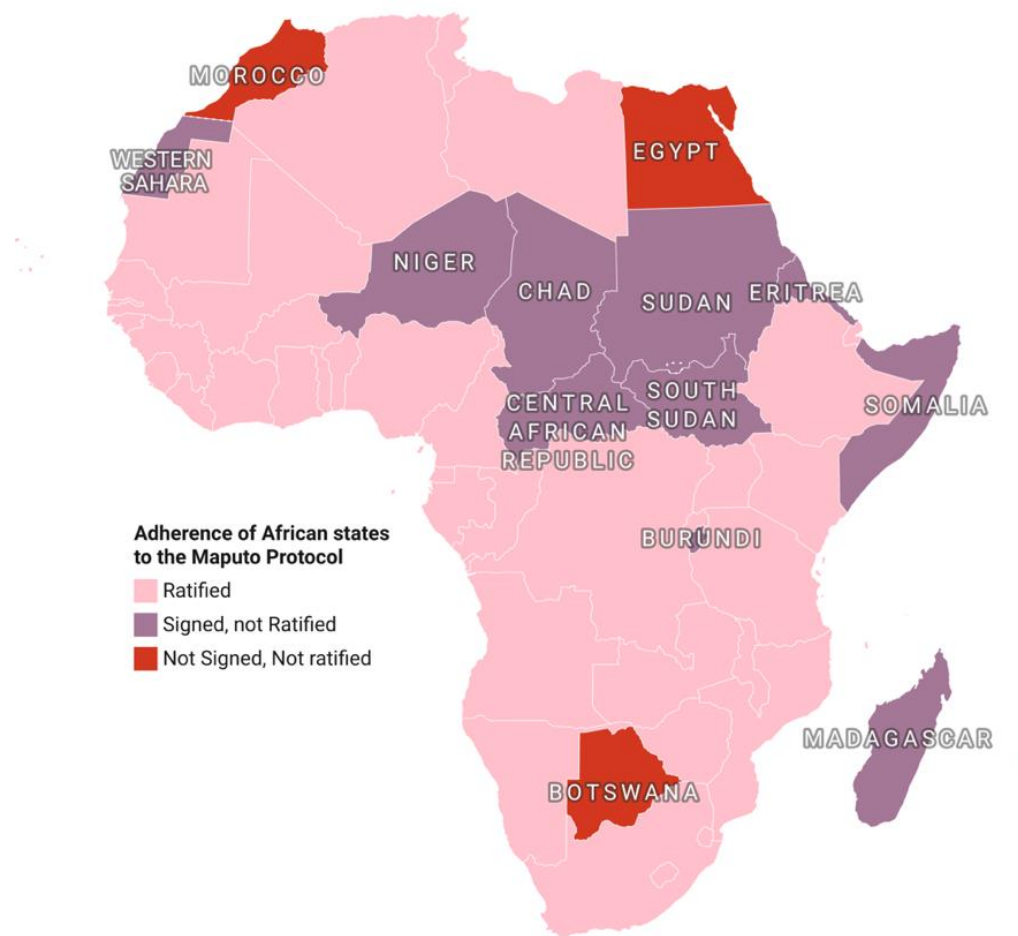 MOROCCO
EGYPT
WESTERN
SAHARA
NIGER
CHAD
SUDAN
ERITREA
CENTRAL
AFRICAN
REPUBLIC
SOUTH
SUDAN
SOMALIA
BURUNDI
Adherence of African states
to the Maputo Protocol
Ratified
Signed, not Ratified
Not Signed, Not ratified
MADAGASCAR
BOTSWANA